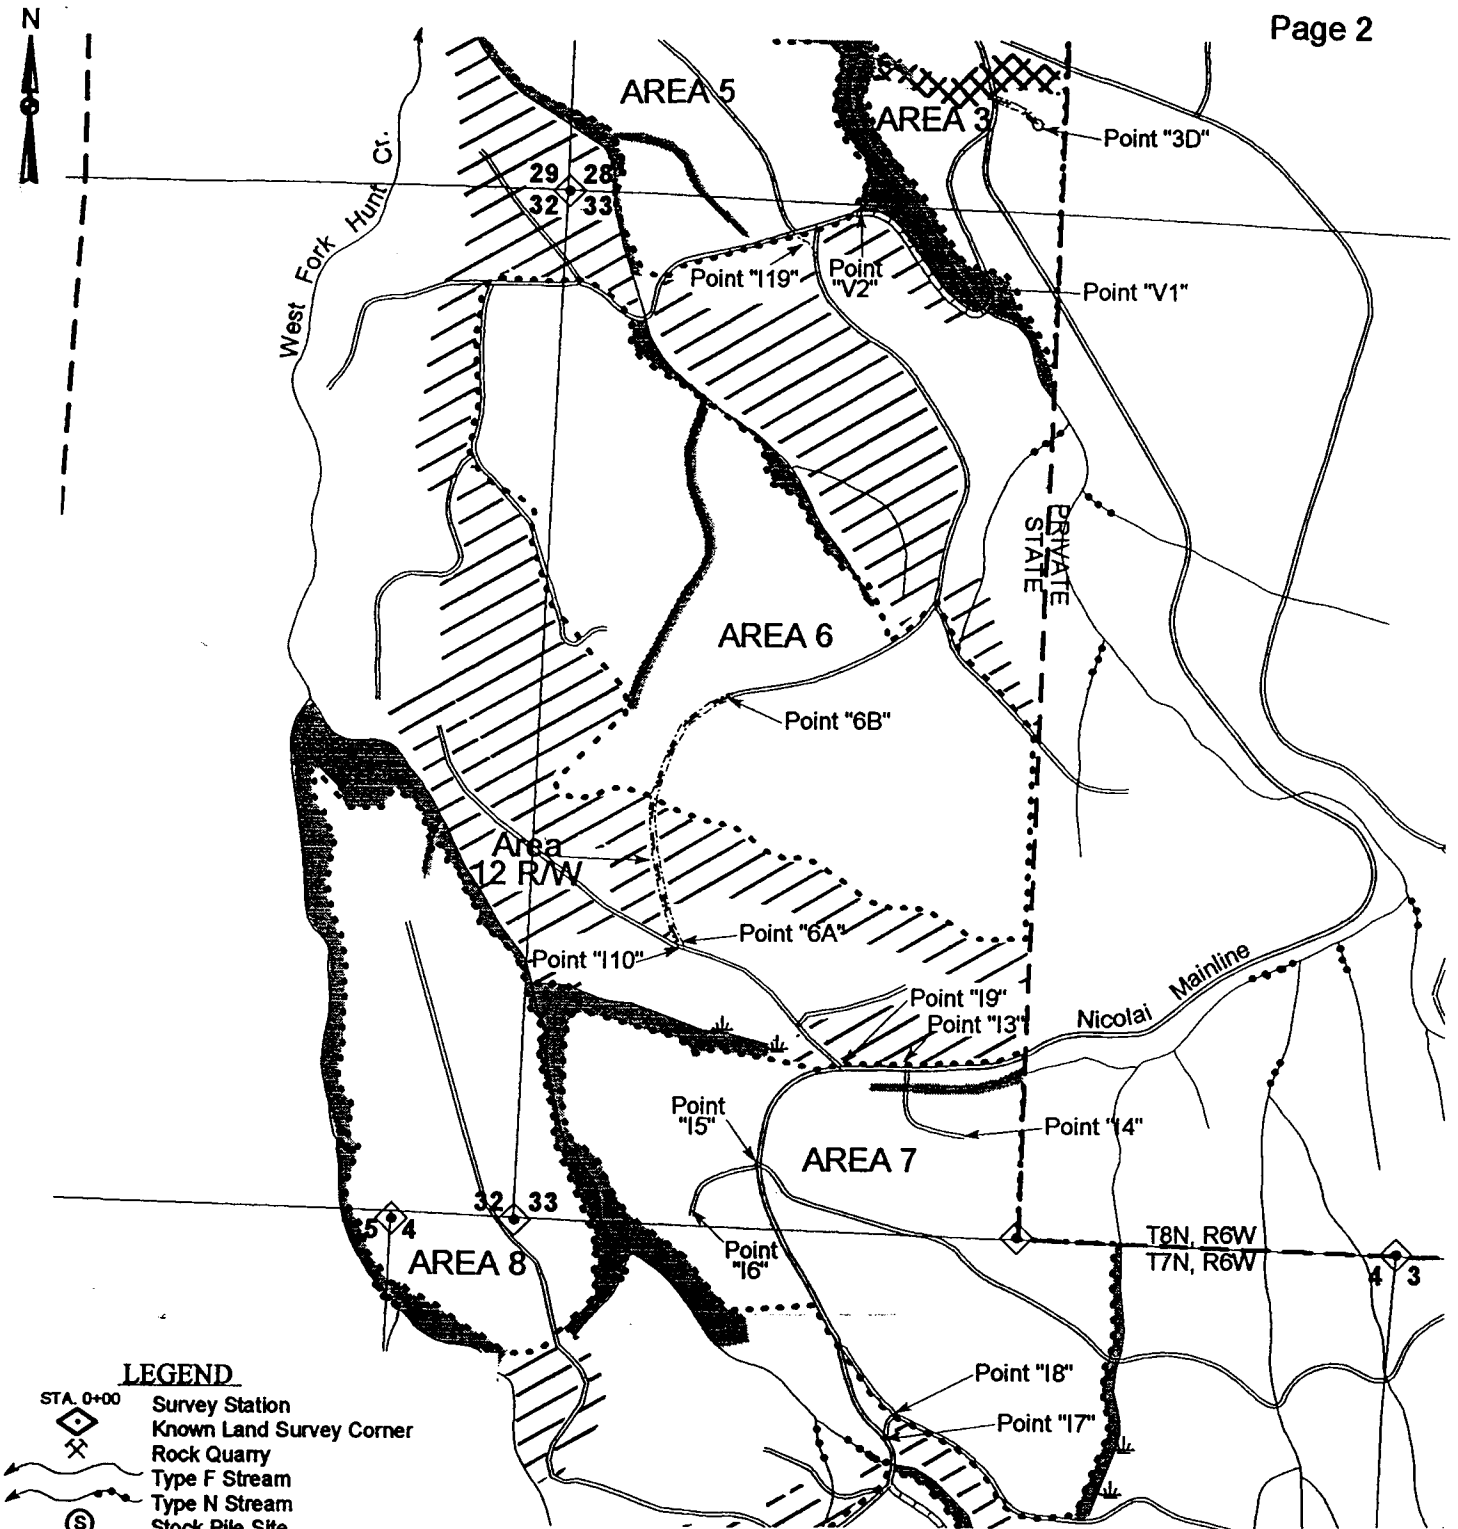 Page 2
N
AREA 5
AREA 3
Point "3D"
West Fork Hunt Cr.
29 28
32 33
Point "I19"
Point
"V2"
Point "V1"
PRIVATE
STATE
AREA 6
Point "6B"
Area
12 R/W
Point "6A"
Point "I10"
Point "I9"
Point "I3"
Nicolai Mainline
Point
"I5"
Point "I4"
AREA 7
32 33
5 4
AREA 8
Point
"I6"
T8N, R6W
T7N, R6W
4 3
Point "I8"
Point "I7"
LEGEND
STA. 0+00 Survey Station
Known Land Survey Corner
Rock Quarry
Type F Stream
Type N Stream
S Stock Pile Site